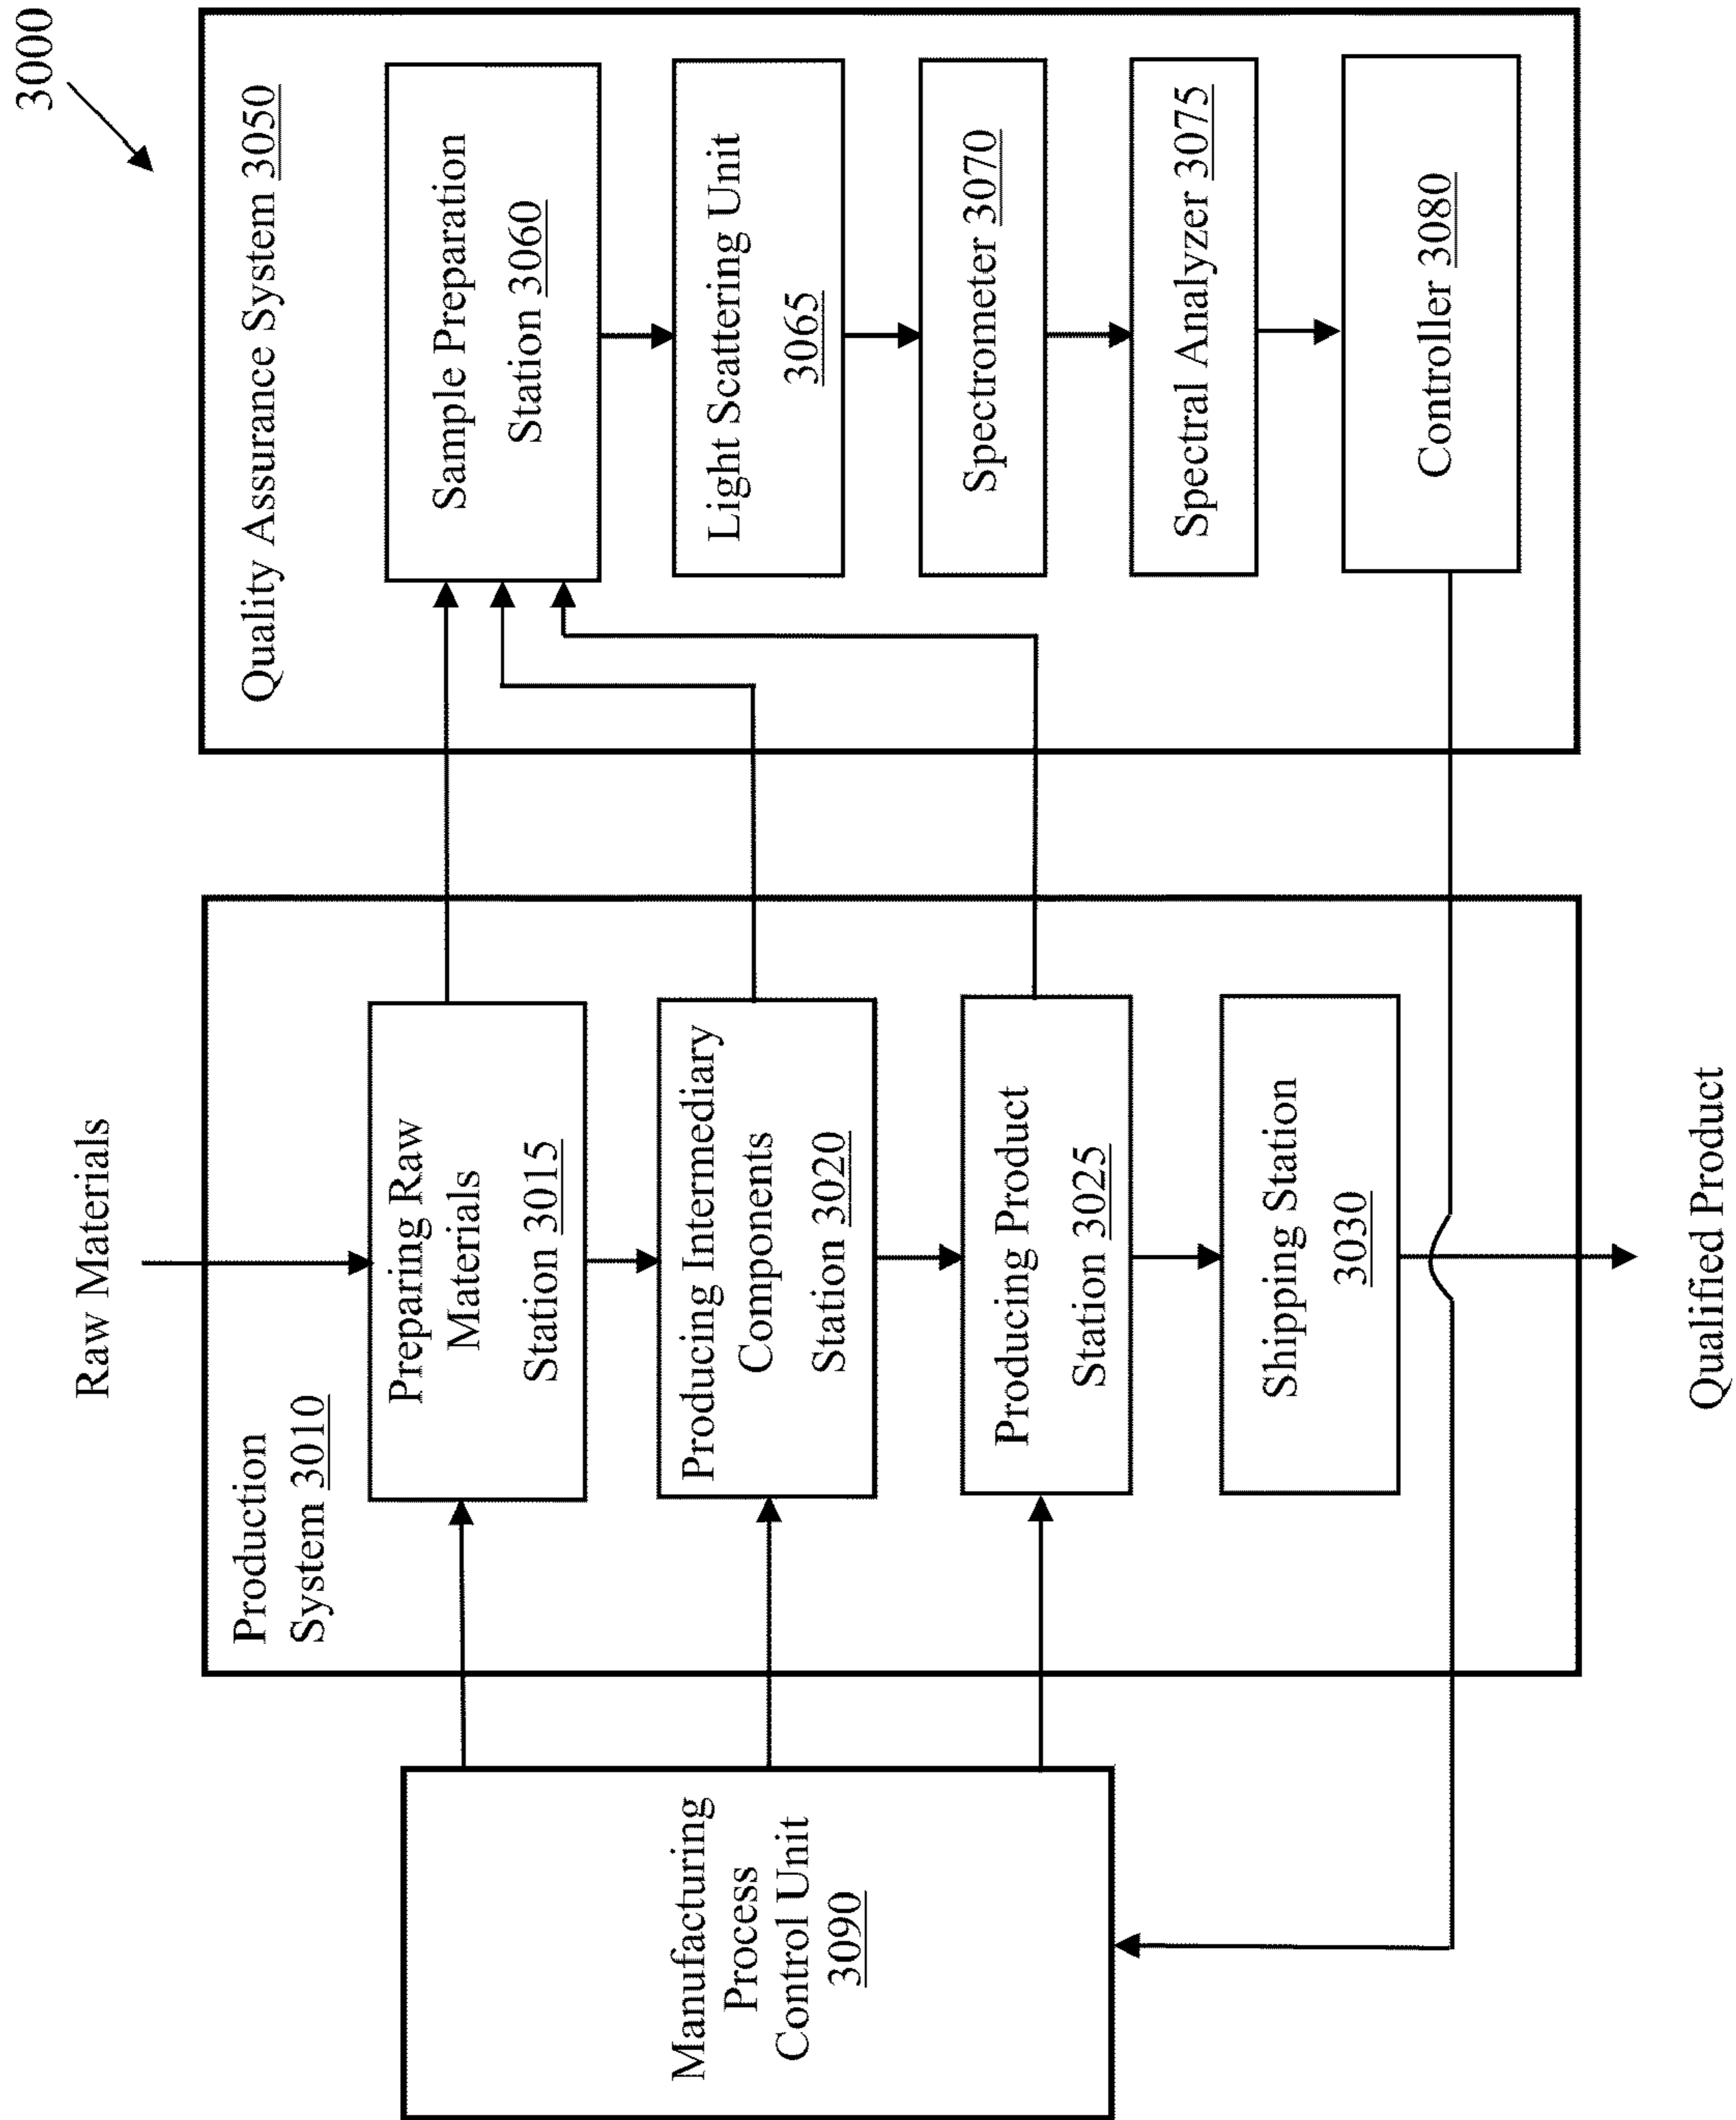 3000
Raw Materials
Manufacturing
Process
Control Unit
3090
Production
System 3010
Preparing Raw
Materials
Station 3015
Producing Intermediary
Components
Station 3020
Producing Product
Station 3025
Shipping Station
3030
Quality Assurance System 3050
Sample Preparation
Station 3060
Light Scattering Unit
3065
Spectrometer 3070
Spectral Analyzer 3075
Controller 3080
Qualified Product